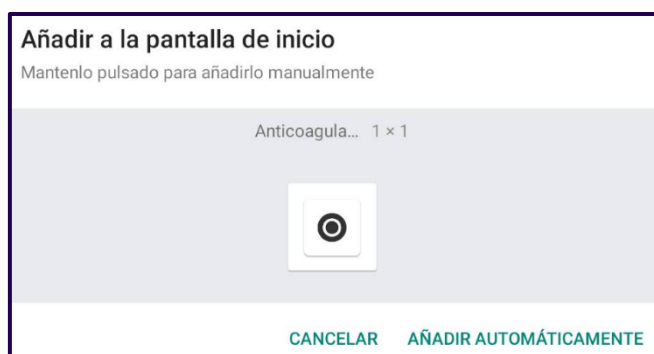 Añadir a la pantalla de inicio
Mantenlo pulsado para añadirlo manualmente
Anticoagula... 1 × 1
CANCELAR AÑADIR AUTOMÁTICAMENTE